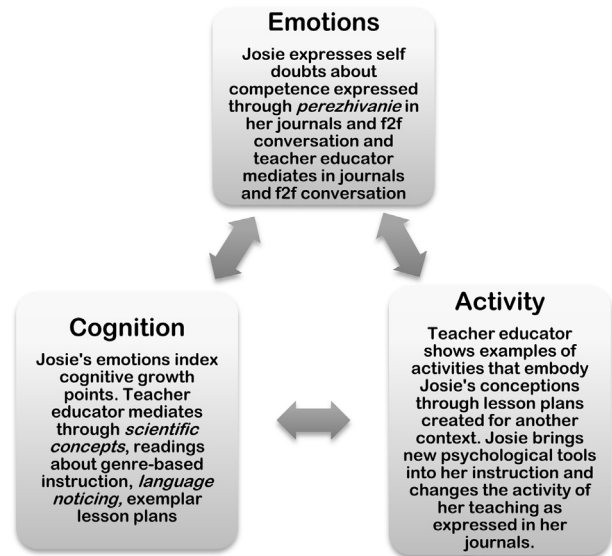 Emotions
Josie expresses self
doubts about
competence expressed
through perezhivanie in
her journals and f2f
conversation and
teacher educator
mediates in journals
and f2f conversation
Cognition
Josie's emotions index
cognitive growth
points. Teacher
educator mediates
through scientific
concepts, readings
about genre-based
instruction, language
noticing, exemplar
lesson plans
Activity
Teacher educator
shows examples of
activities that embody
Josie's conceptions
through lesson plans
created for another
context. Josie brings
new psychological tools
into her instruction and
changes the activity of
her teaching as
expressed in her
journals.